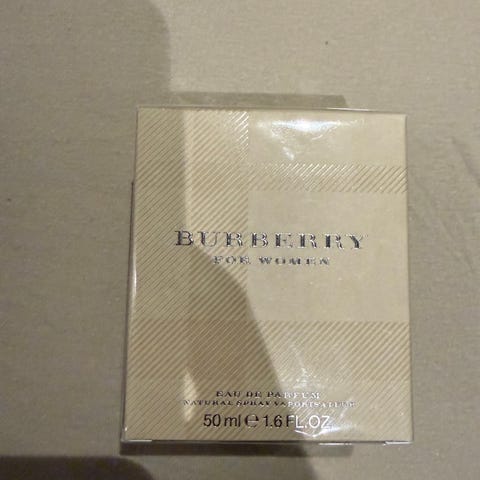 BURBERRY
FOR WOMEN
EAU DE PARFUM
NATURAL SPRAY VAPORISATEUR
50 ml ℮ 1.6 FL.OZ.